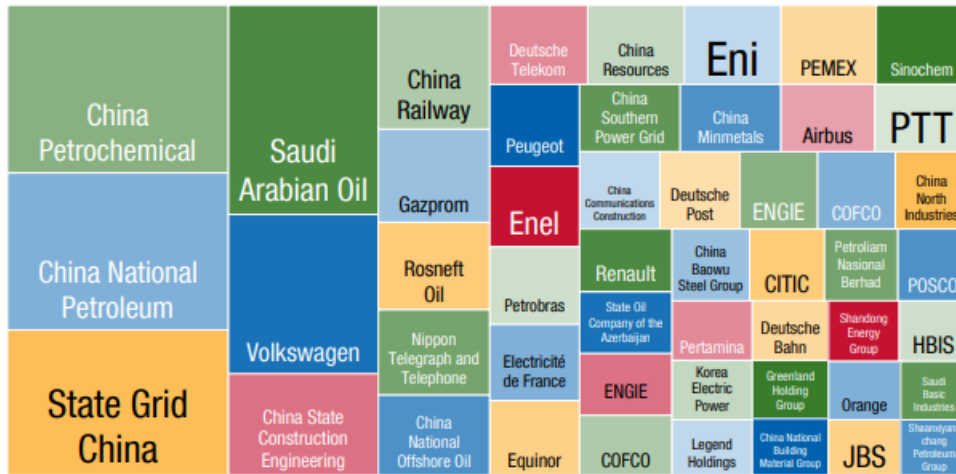 China
Petrochemical
China National
Petroleum
State Grid
China
Saudi
Arabian Oil
Volkswagen
China State
Construction
Engineering
China
Railway
Gazprom
Rosneft
Oil
Nippon
Telegraph and
Telephone
China
National
Offshore Oil
Deutsche
Telekom
China
Resources
Eni
PEMEX
Sinochem
Peugeot
China
Southern
Power Grid
China
Minmetals
Airbus
PTT
Enel
China
Communications
Construction
Deutsche
Post
ENGIE
COFCO
China
North
Industries
Petrobras
Renault
China
Baowu
Steel Group
CITIC
Petroliam
Nasional
Berhad
POSCO
Electricité
de France
State Oil
Company of the
Azerbaijan
Pertamina
Deutsche
Bahn
Shandong
Energy
Group
HBIS
Equinor
ENGIE
Korea
Electric
Power
Greenland
Holding
Group
Orange
Saudi
Basic
Industries
COFCO
Legend
Holdings
China National
Building
Material Group
JBS
Shaanxiyan
chang
Petroleum
Group